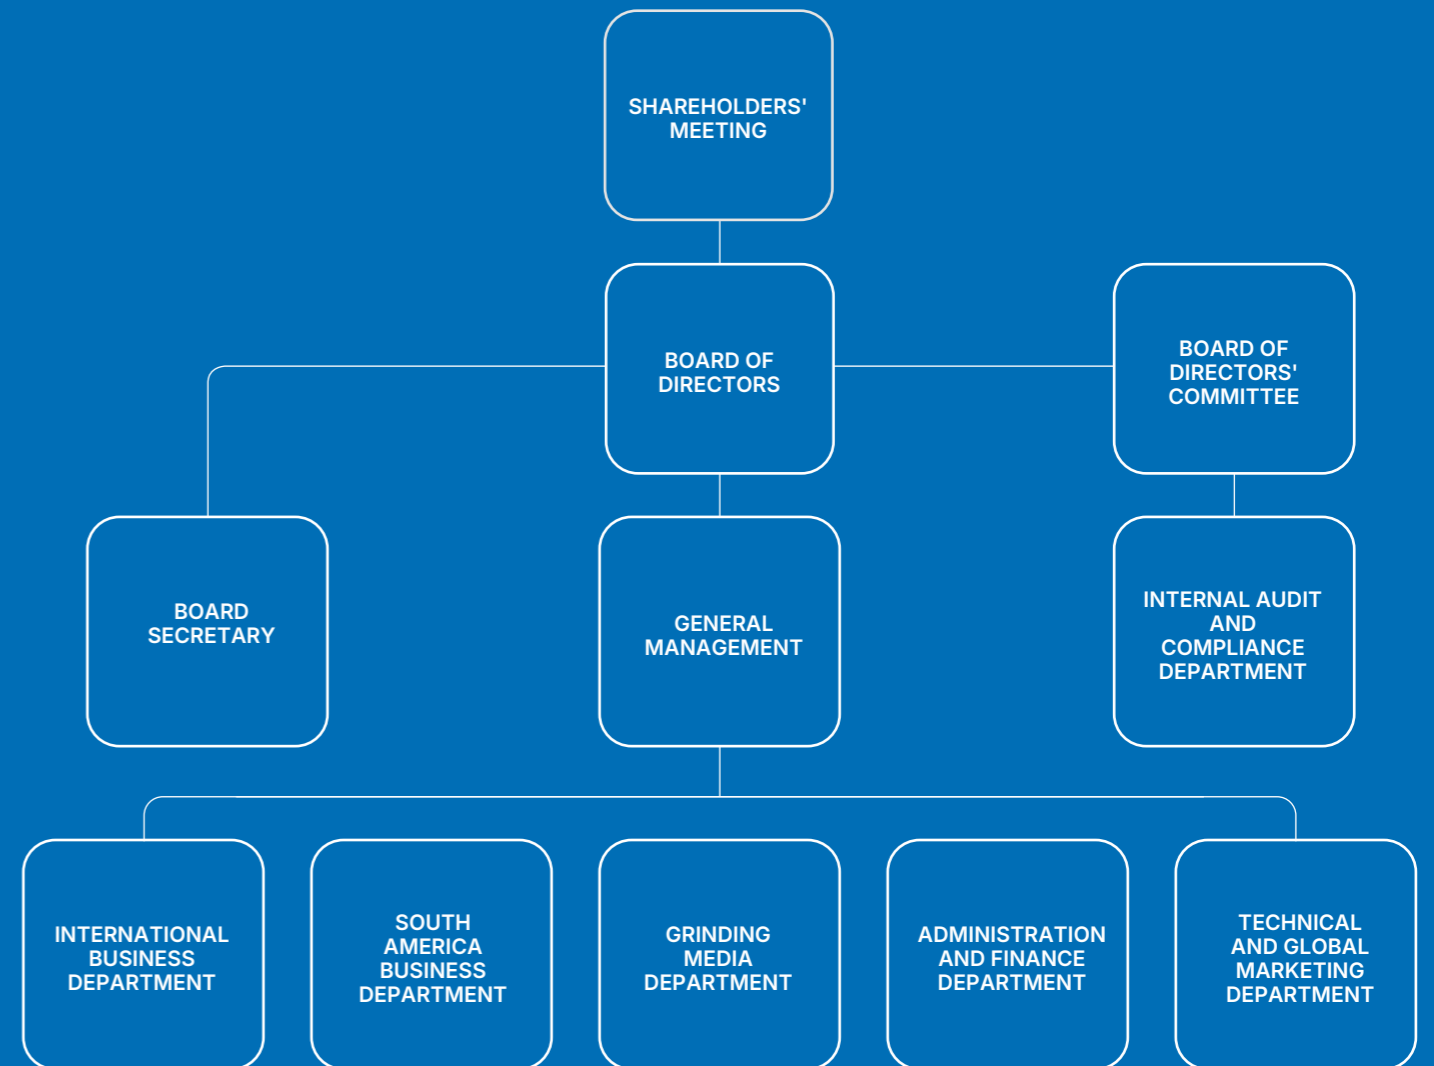 SHAREHOLDERS'
MEETING
BOARD OF
DIRECTORS
BOARD OF
DIRECTORS'
COMMITTEE
BOARD
SECRETARY
GENERAL
MANAGEMENT
INTERNAL AUDIT
AND
COMPLIANCE
DEPARTMENT
INTERNATIONAL
BUSINESS
DEPARTMENT
SOUTH
AMERICA
BUSINESS
DEPARTMENT
GRINDING
MEDIA
DEPARTMENT
ADMINISTRATION
AND FINANCE
DEPARTMENT
TECHNICAL
AND GLOBAL
MARKETING
DEPARTMENT